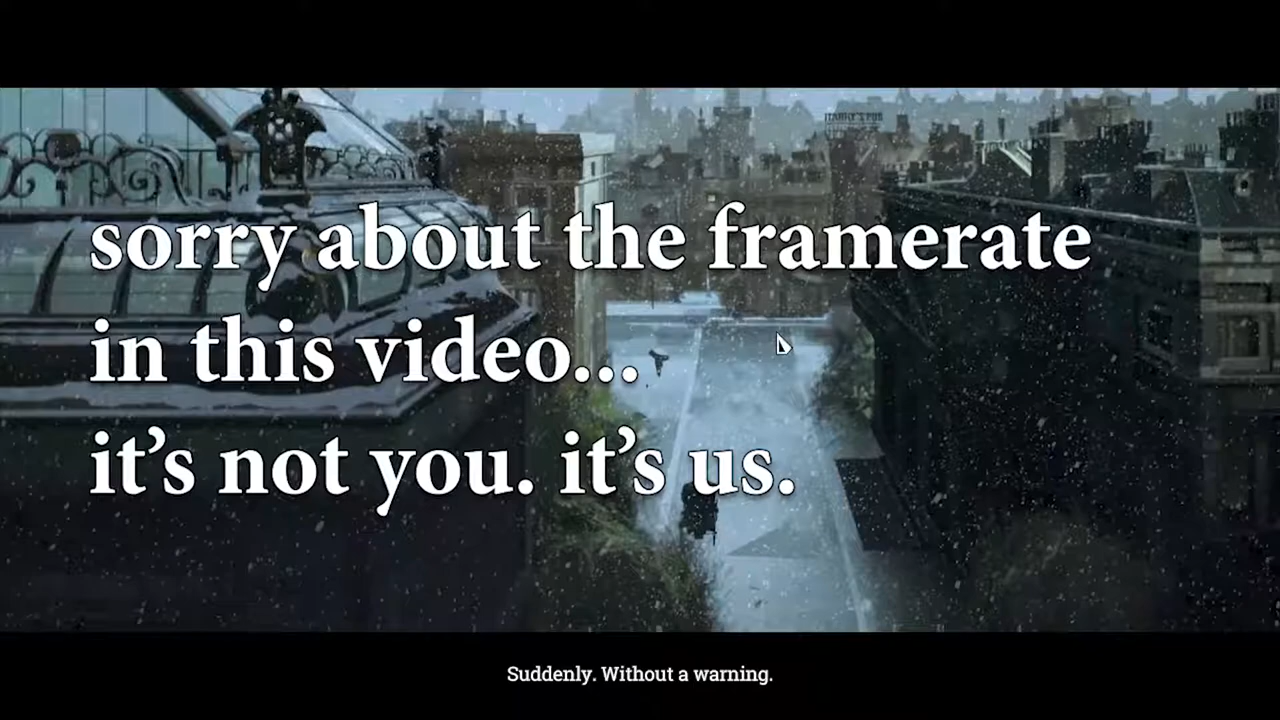 sorry about the framerate
in this video...
it's not you. it's us.
Suddenly. Without a warning.